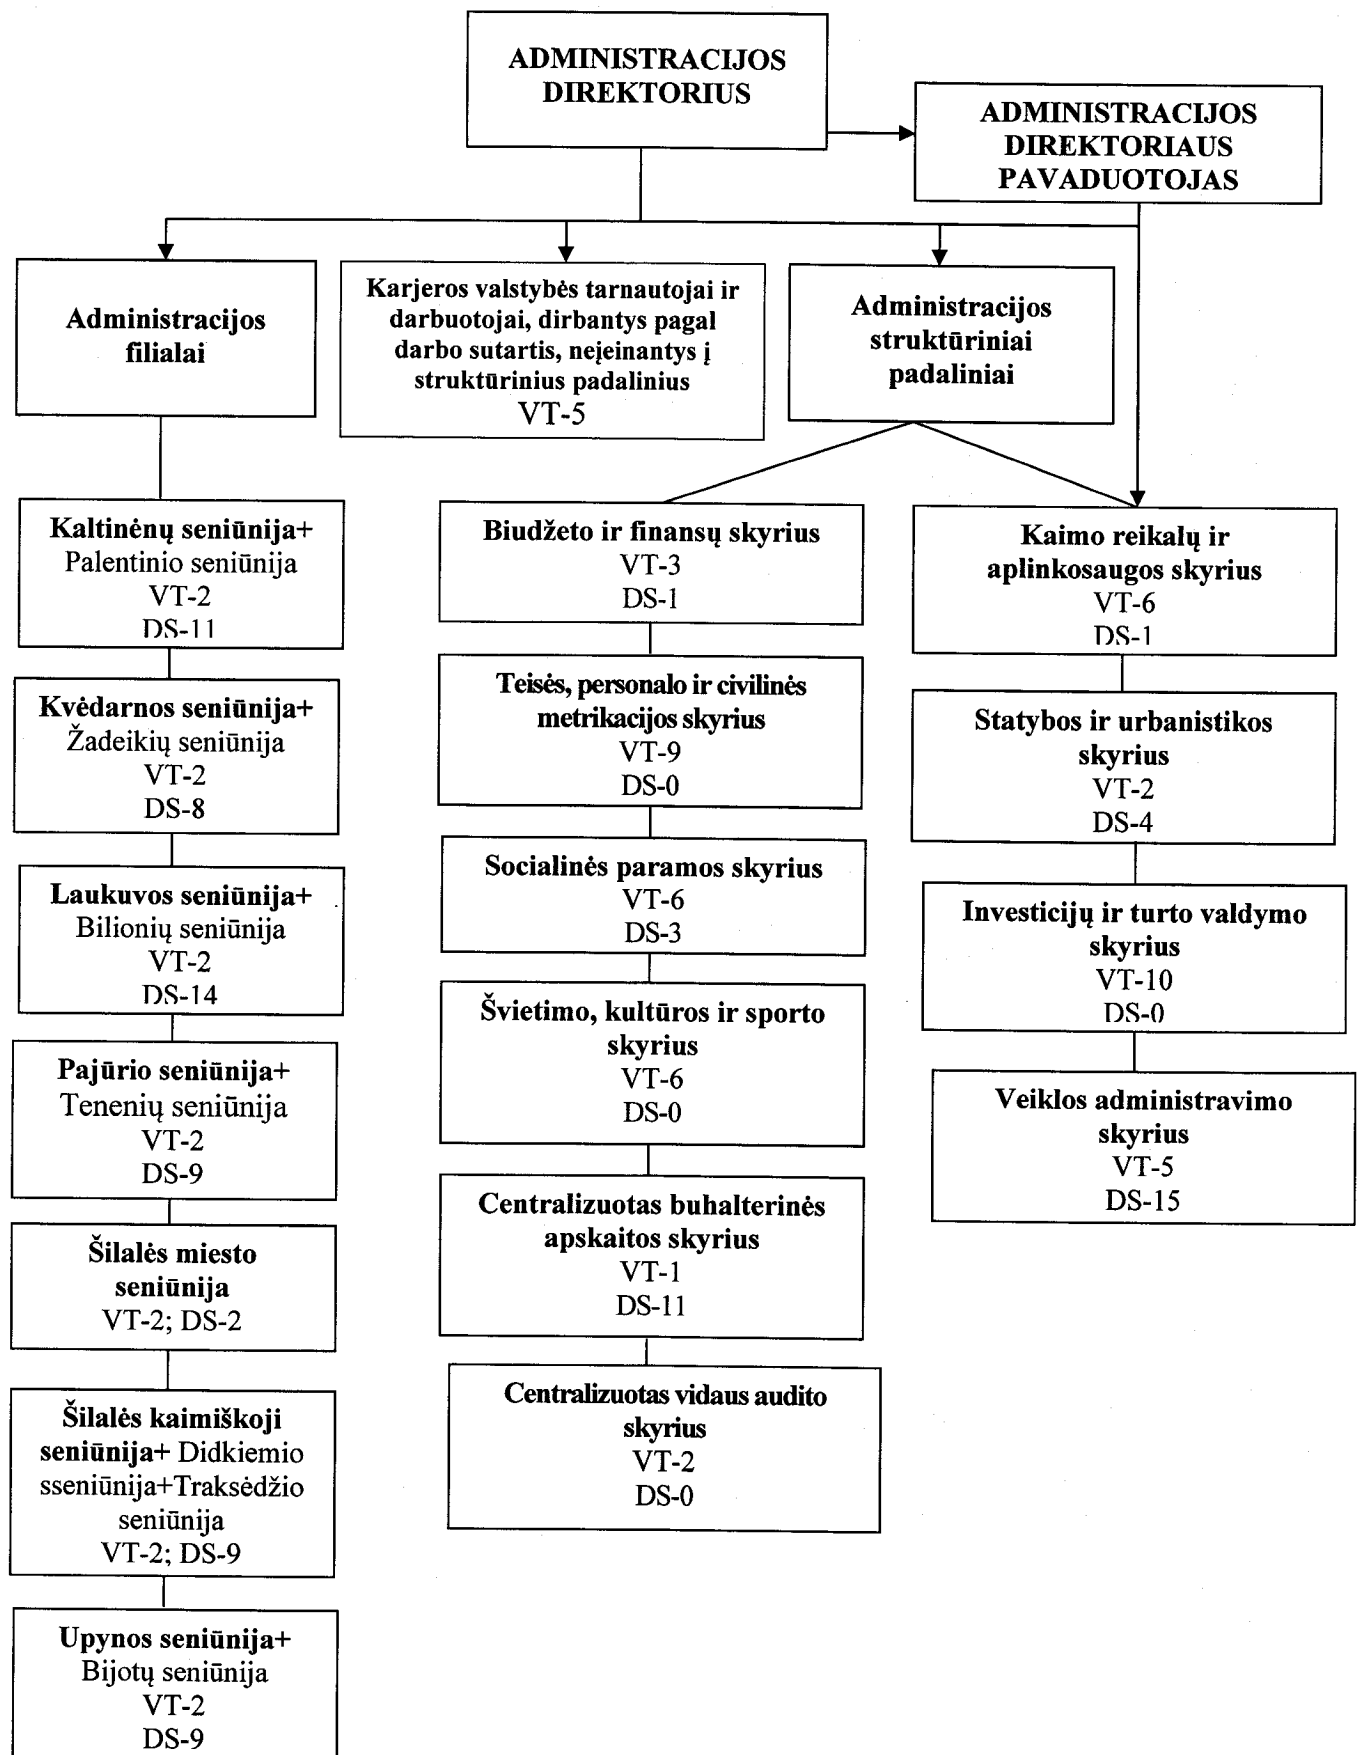 ADMINISTRACIJOS
DIREKTORIUS
ADMINISTRACIJOS
DIREKTORIAUS
PAVADUOTOJAS
Administracijos
filialai
Karjeros valstybės tarnautojai ir
darbuotojai, dirbantys pagal
darbo sutartis, neįeinantys į
struktūrinius padalinius
VT-5
Administracijos
struktūriniai
padaliniai
Kaltinėnų seniūnija+
Palentinio seniūnija
VT-2
DS-11
Kvėdarnos seniūnija+
Žadeikių seniūnija
VT-2
DS-8
Laukuvos seniūnija+
Bilionių seniūnija
VT-2
DS-14
Pajūrio seniūnija+
Tenenių seniūnija
VT-2
DS-9
Šilalės miesto
seniūnija
VT-2; DS-2
Šilalės kaimiškoji
seniūnija+ Didkiemio
sseniūnija+Traksėdžio
seniūnija
VT-2; DS-9
Upynos seniūnija+
Bijotų seniūnija
VT-2
DS-9
Biudžeto ir finansų skyrius
VT-3
DS-1
Teisės, personalo ir civilinės
metrikacijos skyrius
VT-9
DS-0
Socialinės paramos skyrius
VT-6
DS-3
Švietimo, kultūros ir sporto
skyrius
VT-6
DS-0
Centralizuotas buhalterinės
apskaitos skyrius
VT-1
DS-11
Centralizuotas vidaus audito
skyrius
VT-2
DS-0
Kaimo reikalų ir
aplinkosaugos skyrius
VT-6
DS-1
Statybos ir urbanistikos
skyrius
VT-2
DS-4
Investicijų ir turto valdymo
skyrius
VT-10
DS-0
Veiklos administravimo
skyrius
VT-5
DS-15